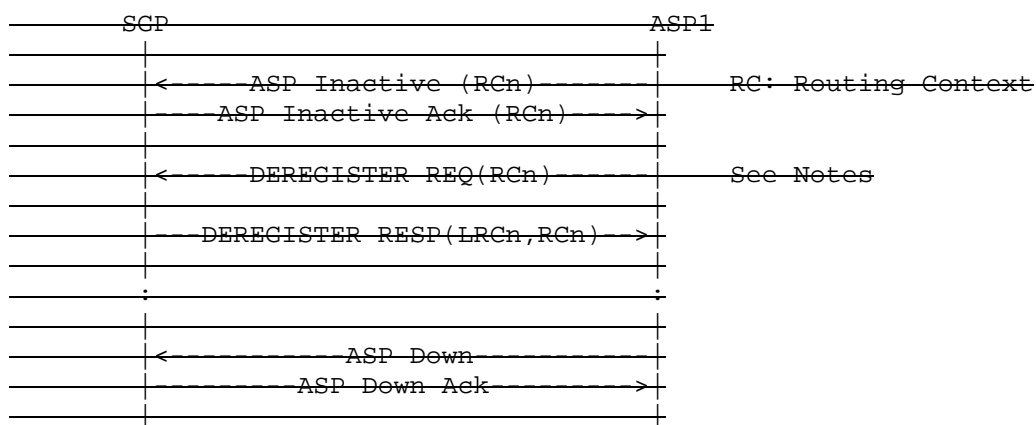 SGP ASP1
| |
|<-----ASP Inactive (RCn)-------| RC: Routing Context
|----ASP Inactive Ack (RCn)---->|
| |
|<-----DEREGISTER REQ(RCn)------| See Notes
| |
|---DEREGISTER RESP(LRCn,RCn)-->|
| |
: :
| |
|<-----------ASP Down-----------|
|---------ASP Down Ack--------->|
| |